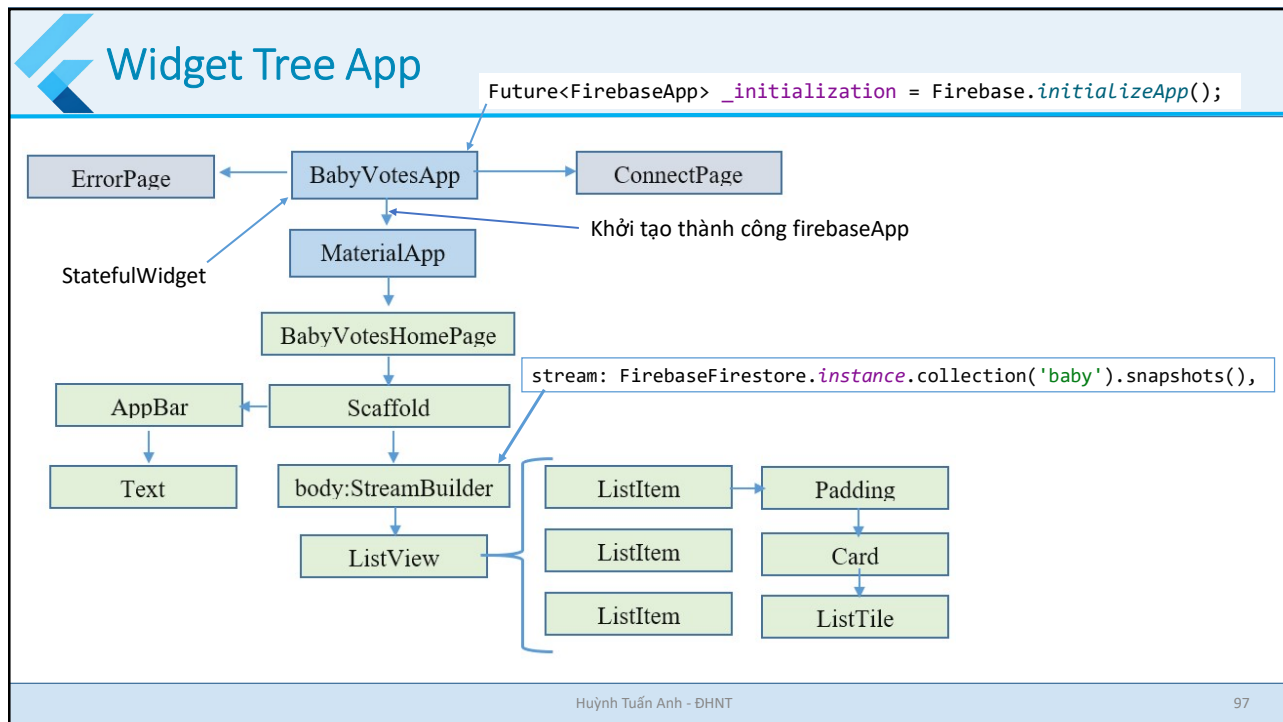 Widget Tree App
Future<FirebaseApp> _initialization = Firebase.initializeApp();
ErrorPage
BabyVotesApp
ConnectPage
Khởi tạo thành công firebaseApp
MaterialApp
StatefulWidget
BabyVotesHomePage
stream: FirebaseFirestore.instance.collection('baby').snapshots(),
AppBar
Scaffold
Text
body:StreamBuilder
ListItem
Padding
ListView
ListItem
Card
ListItem
ListTile
Huỳnh Tuấn Anh - ĐHNT
97